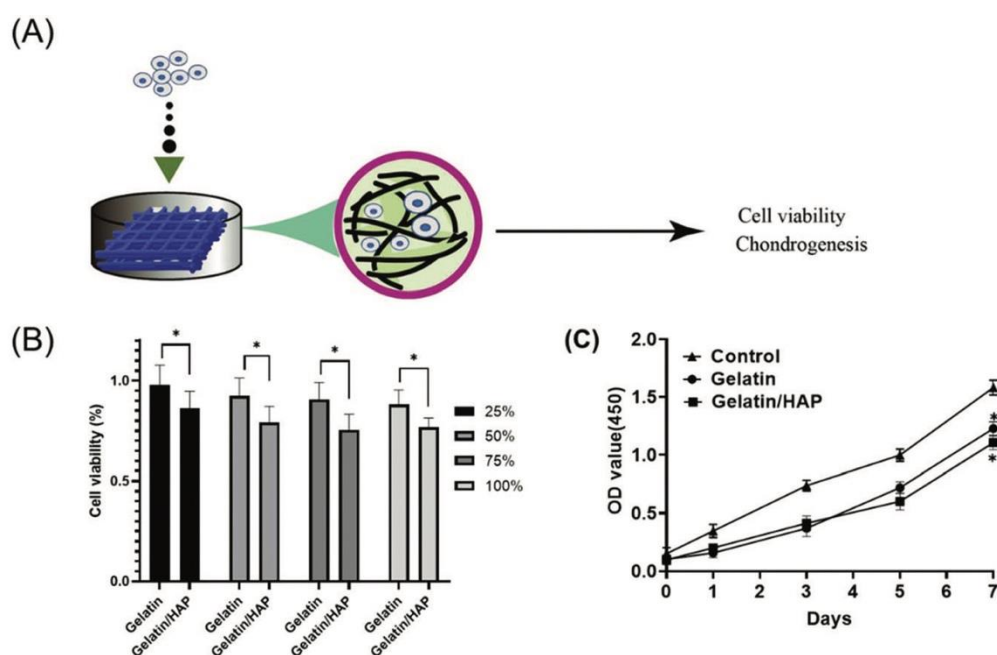 (A)
Cell viability
Chondrogenesis
(B)
Cell viability (%)
1.0
0.5
0.0
*
*
*
*
Gelatin
Gelatin/HAP
Gelatin
Gelatin/HAP
Gelatin
Gelatin/HAP
Gelatin
Gelatin/HAP
25%
50%
75%
100%
(C)
OD value(450)
2.0
1.5
1.0
0.5
0.0
Control
Gelatin
Gelatin/HAP
*
*
0 1 2 3 4 5 6 7
Days